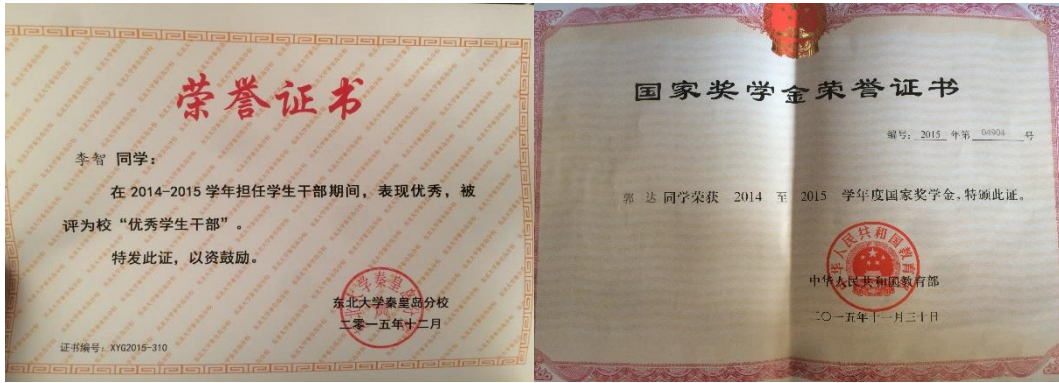 荣誉证书
李智 同学：
在 2014-2015 学年担任学生干部期间，表现优秀，被
评为校“优秀学生干部”。
特发此证，以资鼓励。
东北大学秦皇岛分校
二零一五年十二月
证书编号：XYG2015-310
国家奖学金荣誉证书
编号： 2015 年第 04904 号
郭 达 同学荣获 2014 至 2015 学年度国家奖学金，特颁此证。
中华人民共和国教育部
二〇一五年十一月三十日